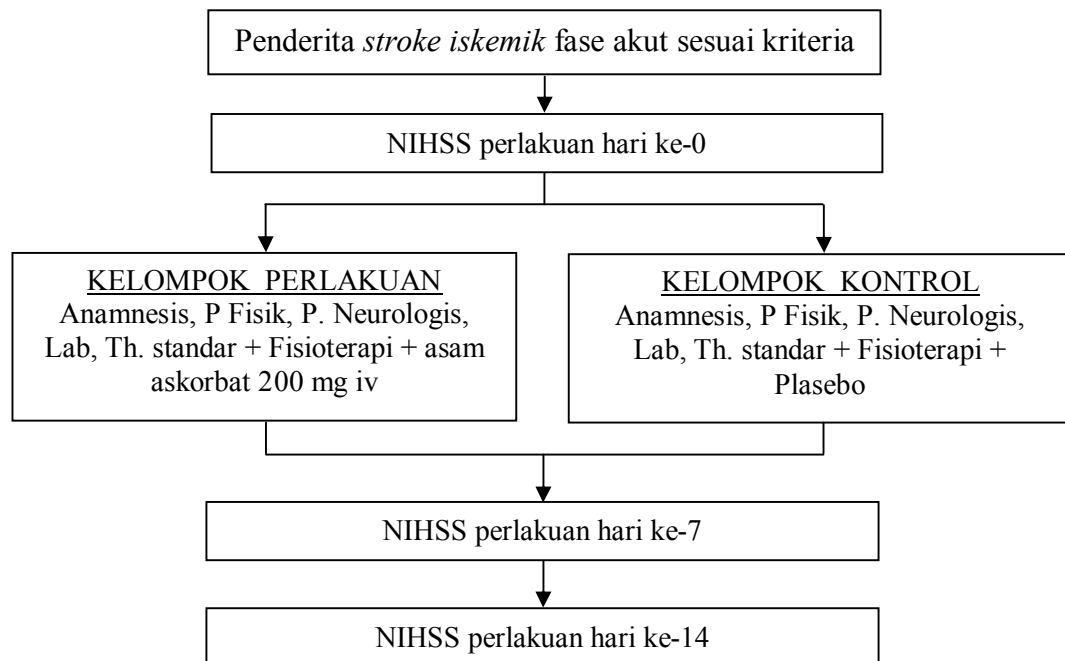 Penderita stroke iskemik fase akut sesuai kriteria
NIHSS perlakuan hari ke-0
KELOMPOK PERLAKUAN
Anamnesis, P Fisik, P. Neurologis,
Lab, Th. standar + Fisioterapi + asam
askorbat 200 mg iv
KELOMPOK KONTROL
Anamnesis, P Fisik, P. Neurologis,
Lab, Th. standar + Fisioterapi +
Plasebo
NIHSS perlakuan hari ke-7
NIHSS perlakuan hari ke-14